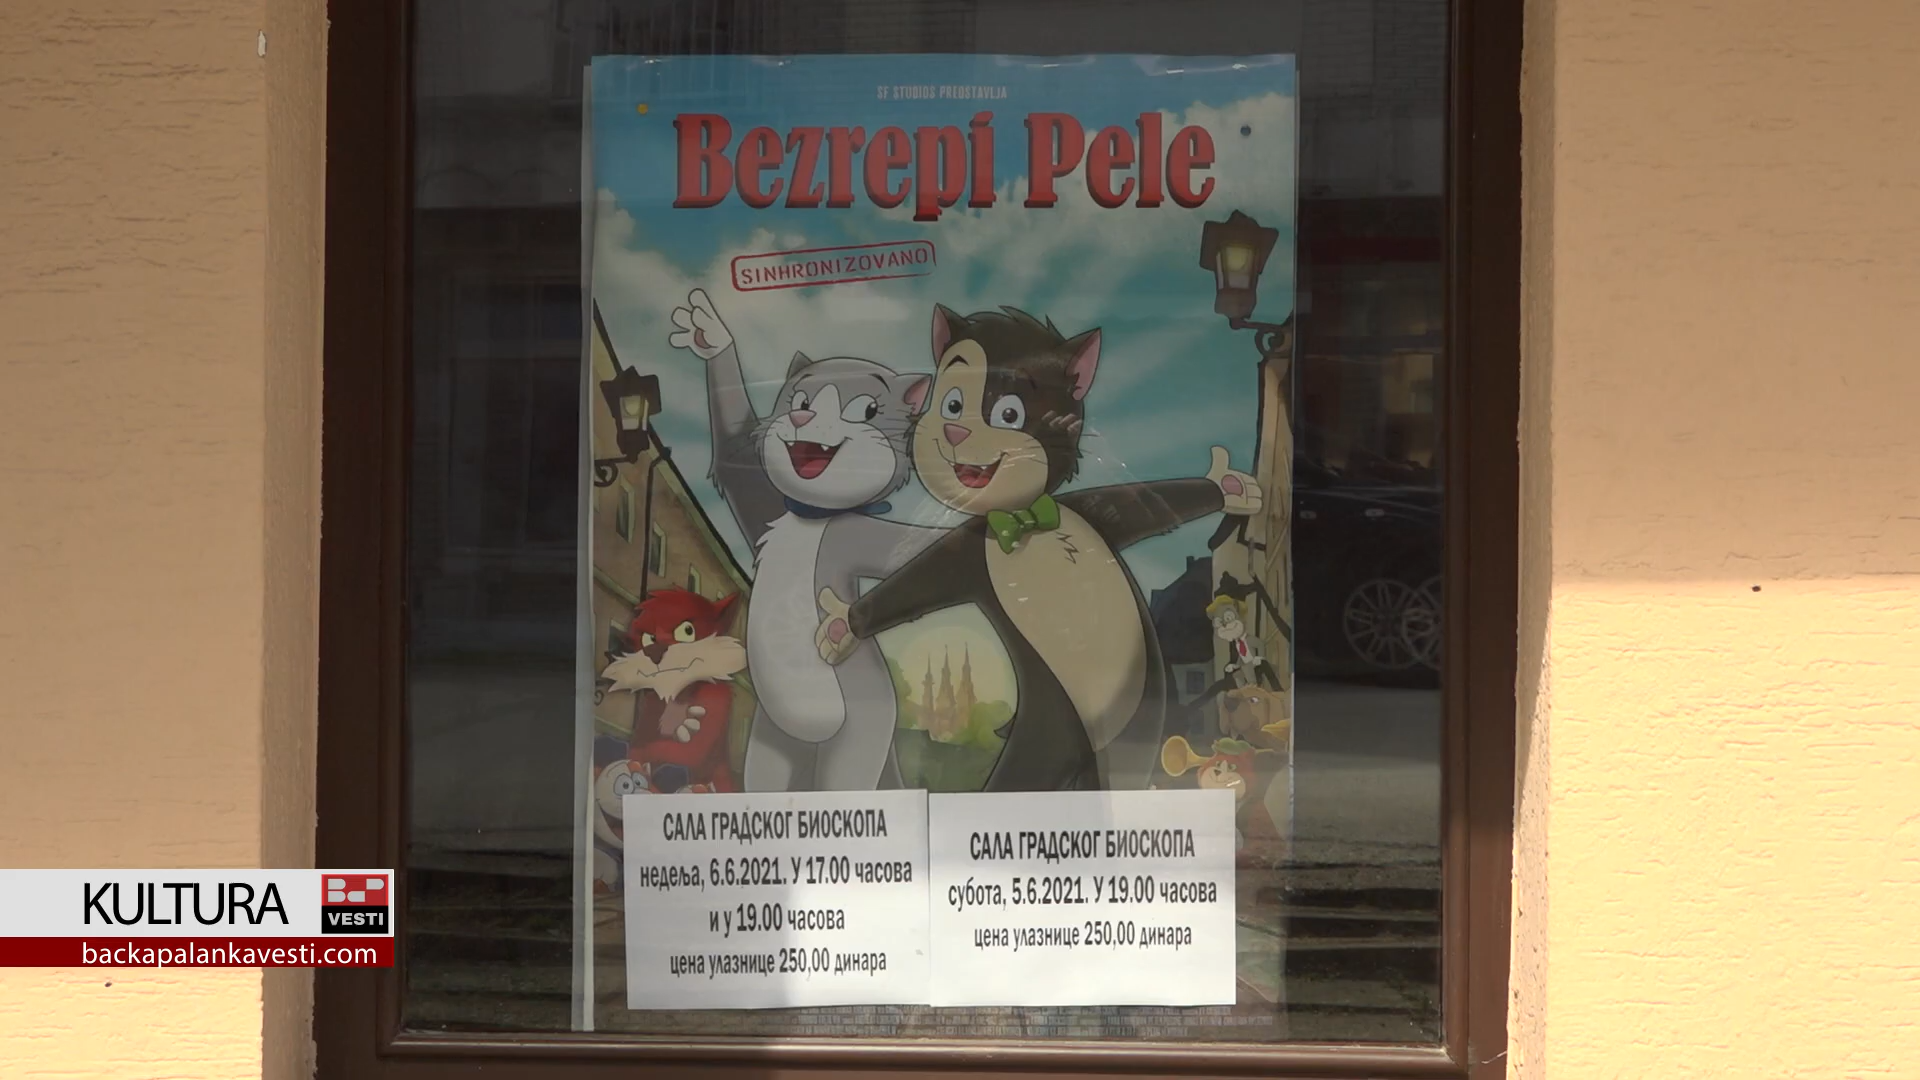 SF STUDIOS PREDSTAVLJA
Bezrepi Pele
SINHRONIZOVANO
САЛА ГРАДСКОГ БИОСКОПА
недеља, 6.6.2021. У 17.00 часова
и у 19.00 часова
цена улазнице 250,00 динара
САЛА ГРАДСКОГ БИОСКОПА
субота, 5.6.2021. У 19.00 часова
цена улазнице 250,00 динара
KULTURA
BCP
VESTI
backapalankavesti.com